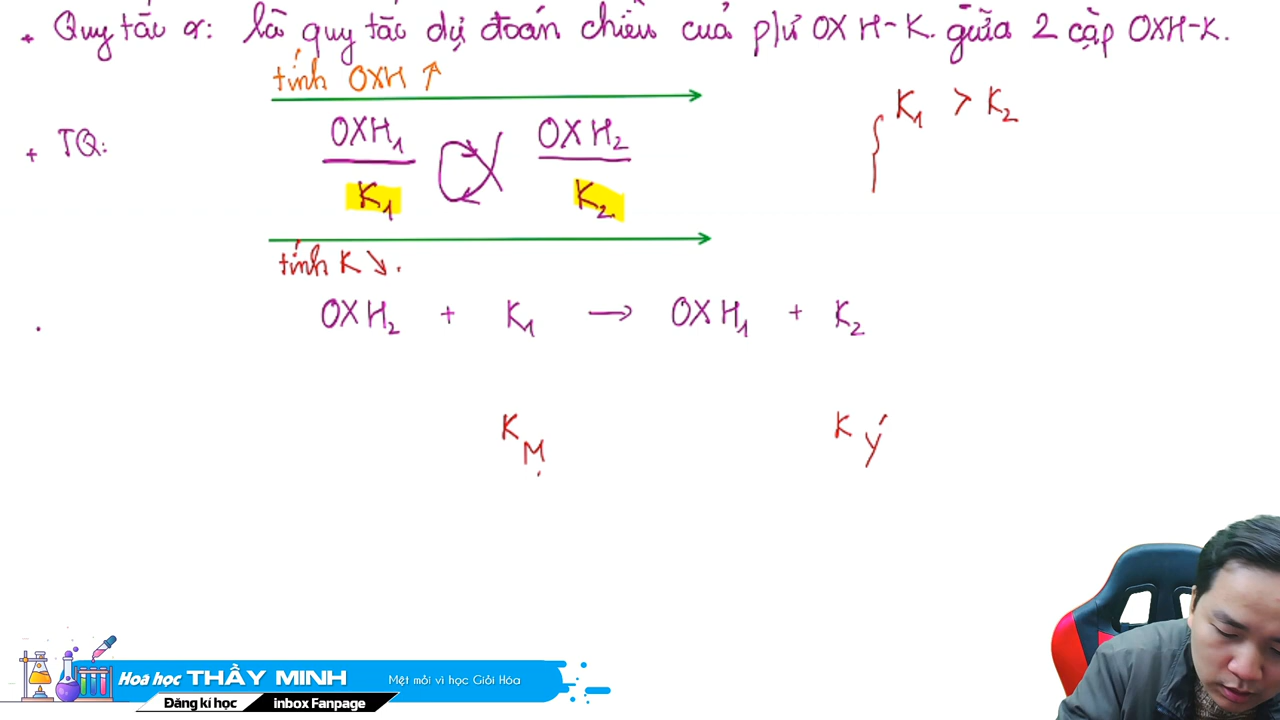 + Quy tắc α: là quy tắc dự đoán chiều của p/ư OXH-K. giữa 2 cặp OXH-K.
tính OXH ↑
K₁ > K₂
+ TQ:
OXH₁ OXH₂
K₁ K₂
tính K ↘.
OXH₂ + K₁ → OXH₁ + K₂
K Mạ K ý
Hoá học THẦY MINH
Mệt mỏi vì học Giỏi Hóa
Đăng kí học inbox Fanpage